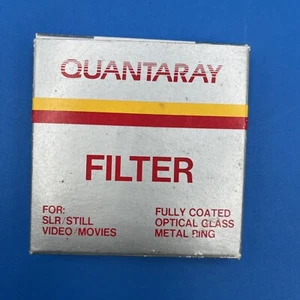 QUANTARAY
FILTER
FOR:
SLR/STILL
VIDEO/MOVIES
FULLY COATED
OPTICAL GLASS
METAL RING